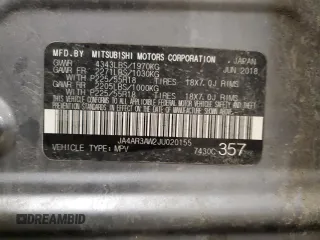 MFD.BY MITSUBISHI MOTORS CORPORATION JAPAN
GVWR 4343LBS/1970KG JUN 2018
GAWR FR 2271LBS/1030KG
WITH P225/55R18 TIRES 18X7.0J RIMS
GAWR RR 2205LBS/1000KG
WITH P225/55R18 TIRES 18X7.0J RIMS
JA4AR3AW2JU020155
VEHICLE TYPE: MPV 7430C 357
DREAMBID